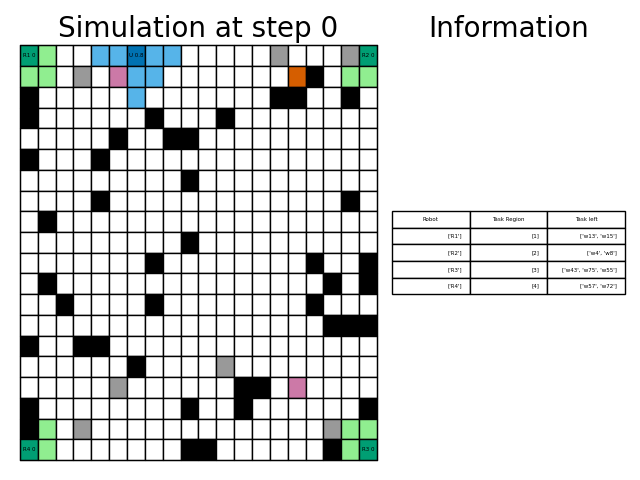 Simulation at step 0
Information
R1 0
U 0.0
R2 0
Robot Task Region Task left
['R1'] [1] ['w13', 'w15']
['R2'] [2] ['w4', 'w8']
['R3'] [3] ['w43', 'w75', 'w55']
['R4'] [4] ['w57', 'w72']
R4 0
R3 0